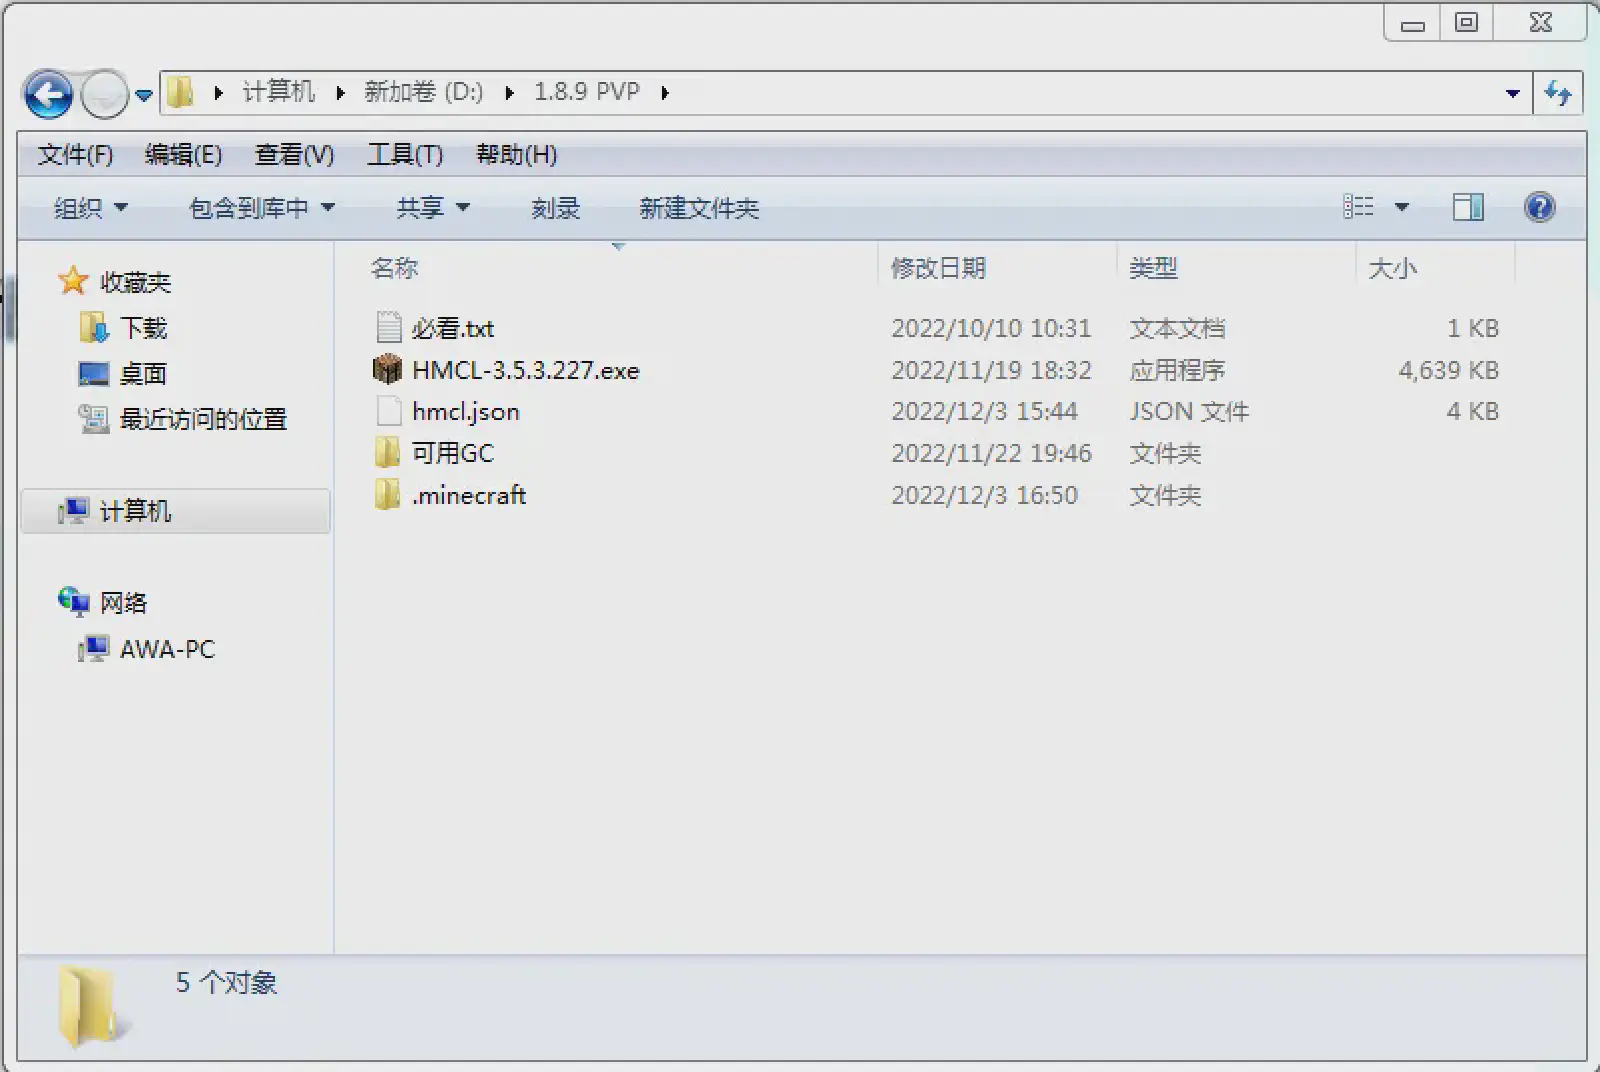 计算机 新加卷 (D:) 1.8.9 PVP
文件(F) 编辑(E) 查看(V) 工具(T) 帮助(H)
组织 包含到库中 共享 刻录 新建文件夹
收藏夹
下载
桌面
最近访问的位置
计算机
网络
AWA-PC
名称 修改日期 类型 大小
必看.txt 2022/10/10 10:31 文本文档 1 KB
HMCL-3.5.3.227.exe 2022/11/19 18:32 应用程序 4,639 KB
hmcl.json 2022/12/3 15:44 JSON 文件 4 KB
可用GC 2022/11/22 19:46 文件夹
.minecraft 2022/12/3 16:50 文件夹
5 个对象